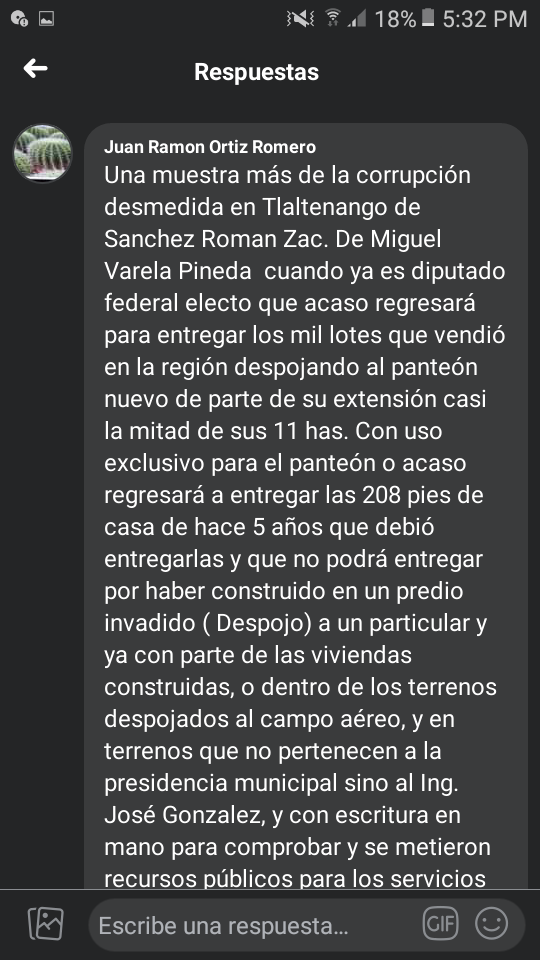 18% 5:32 PM
Respuestas
Juan Ramon Ortiz Romero
Una muestra más de la corrupción
desmedida en Tlaltenango de
Sanchez Roman Zac. De Miguel
Varela Pineda  cuando ya es diputado
federal electo que acaso regresará
para entregar los mil lotes que vendió
en la región despojando al panteón
nuevo de parte de su extensión casi
la mitad de sus 11 has. Con uso
exclusivo para el panteón o acaso
regresará a entregar las 208 pies de
casa de hace 5 años que debió
entregarlas y que no podrá entregar
por haber construido en un predio
invadido ( Despojo) a un particular y
ya con parte de las viviendas
construidas, o dentro de los terrenos
despojados al campo aéreo, y en
terrenos que no pertenecen a la
presidencia municipal sino al Ing.
José Gonzalez, y con escritura en
mano para comprobar y se metieron
recursos públicos para los servicios
Escribe una respuesta...
GIF